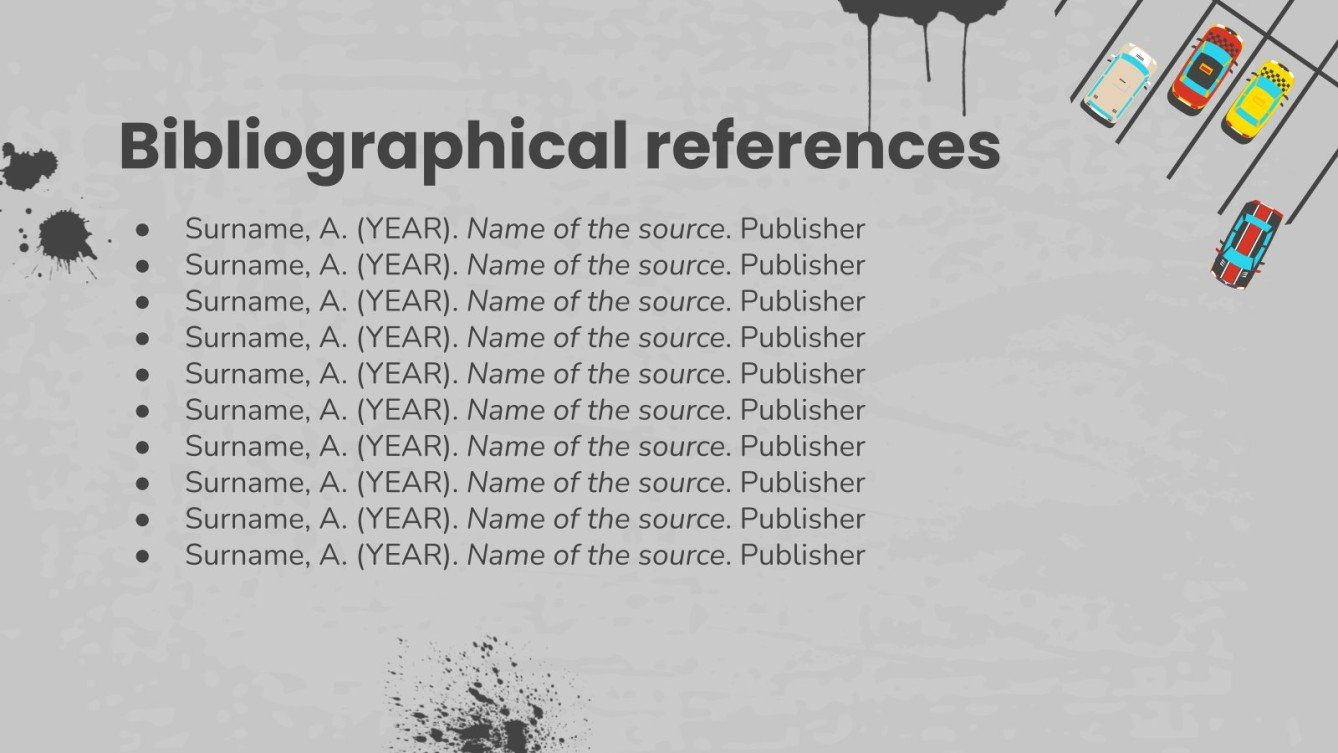 Bibliographical references
● Surname, A. (YEAR). Name of the source. Publisher
● Surname, A. (YEAR). Name of the source. Publisher
● Surname, A. (YEAR). Name of the source. Publisher
● Surname, A. (YEAR). Name of the source. Publisher
● Surname, A. (YEAR). Name of the source. Publisher
● Surname, A. (YEAR). Name of the source. Publisher
● Surname, A. (YEAR). Name of the source. Publisher
● Surname, A. (YEAR). Name of the source. Publisher
● Surname, A. (YEAR). Name of the source. Publisher
● Surname, A. (YEAR). Name of the source. Publisher